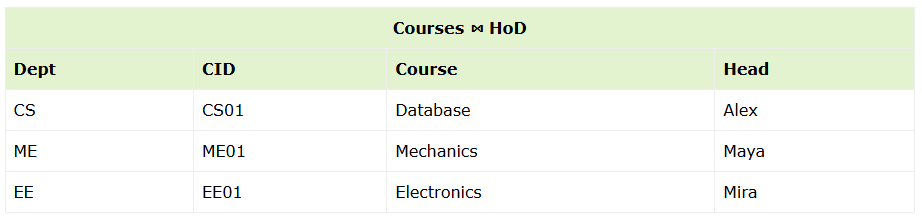 Courses ⋈ HoD
Dept CID Course Head
CS CS01 Database Alex
ME ME01 Mechanics Maya
EE EE01 Electronics Mira